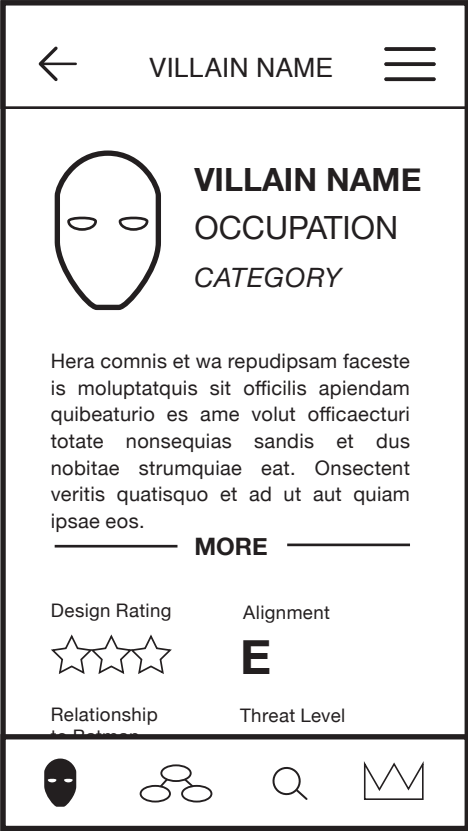 VILLAIN NAME
VILLAIN NAME
OCCUPATION
CATEGORY
Hera comnis et wa repudipsam faceste
is moluptatquis sit officilis apiendam
quibeaturio es ame volut officaecturi
totate nonsequias sandis et dus
nobitae strumquiae eat. Onsectent
veritis quatisquo et ad ut aut quiam
ipsae eos.
MORE
Design Rating
Alignment
E
Relationship
to Batman
Threat Level